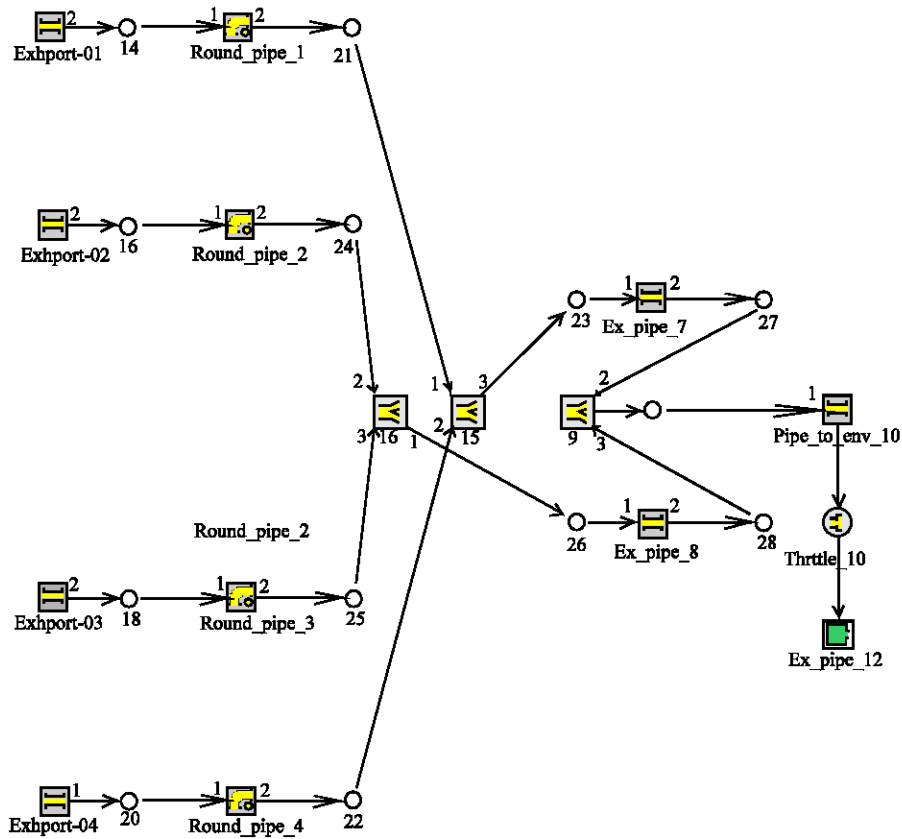 2 1 2
Exhport-01 14 Round_pipe_1 21
2 1 2
Exhport-02 16 Round_pipe_2 24
1 2
23 Ex_pipe_7 27
2 1 3 2 1
3 16 1 2 15 9 3 Pipe_to_env_10
1 2
26 Ex_pipe_8 28
Round_pipe_2
Thrttle_10
2 1 2
Exhport-03 18 Round_pipe_3 25
Ex_pipe_12
1 1 2
Exhport-04 20 Round_pipe_4 22